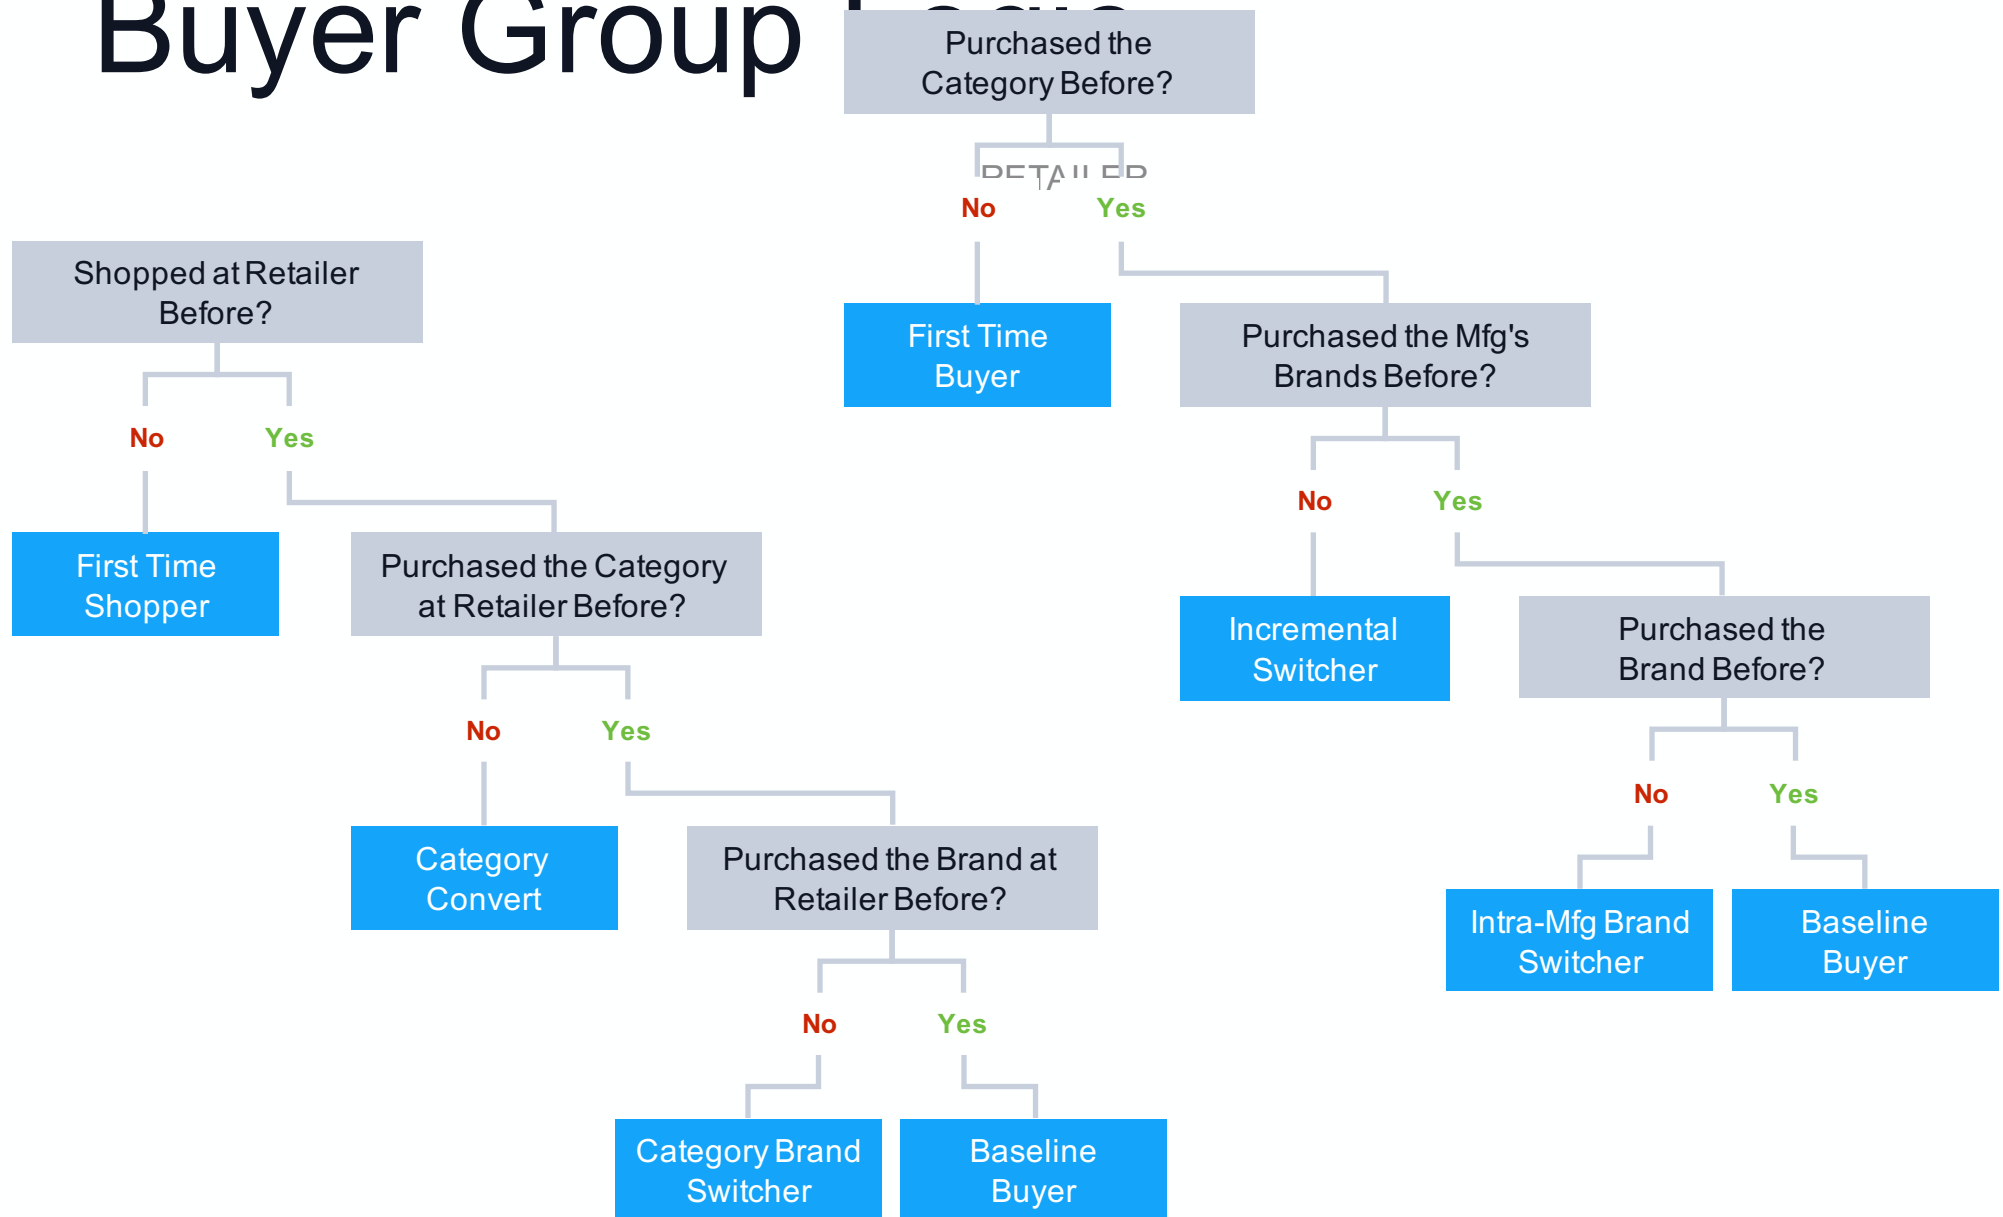 Buyer Group Logic
Purchased the
Category Before?
RETAILER
No Yes
Shopped at Retailer
Before?
First Time
Buyer
Purchased the Mfg's
Brands Before?
No Yes
No Yes
First Time
Shopper
Purchased the Category
at Retailer Before?
Incremental
Switcher
Purchased the
Brand Before?
No Yes
No Yes
Category
Convert
Purchased the Brand at
Retailer Before?
Intra-Mfg Brand
Switcher
Baseline
Buyer
No Yes
Category Brand
Switcher
Baseline
Buyer